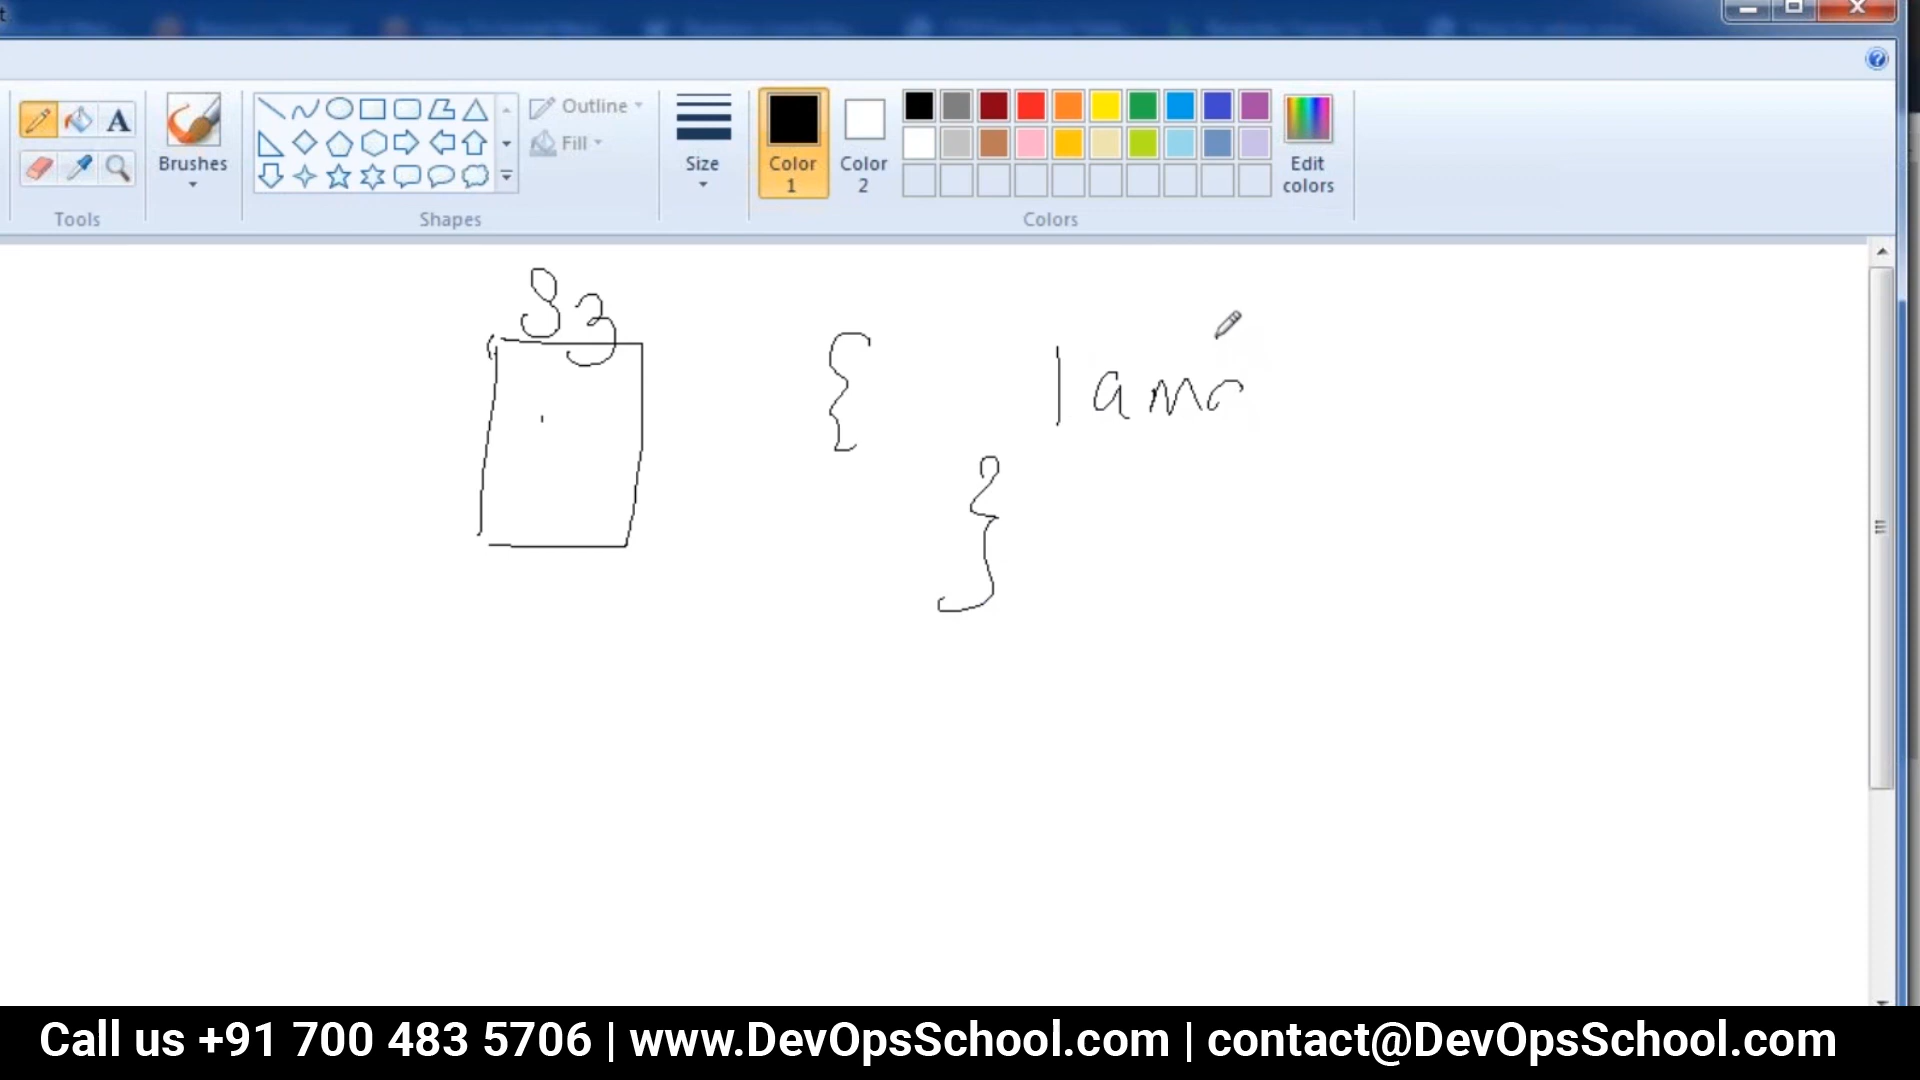 t
Outline
Fill
Brushes
Size
Color 1
Color 2
Edit colors
Tools
Shapes
Colors
S3
{ lamd
}
Call us +91 700 483 5706 | www.DevOpsSchool.com | contact@DevOpsSchool.com